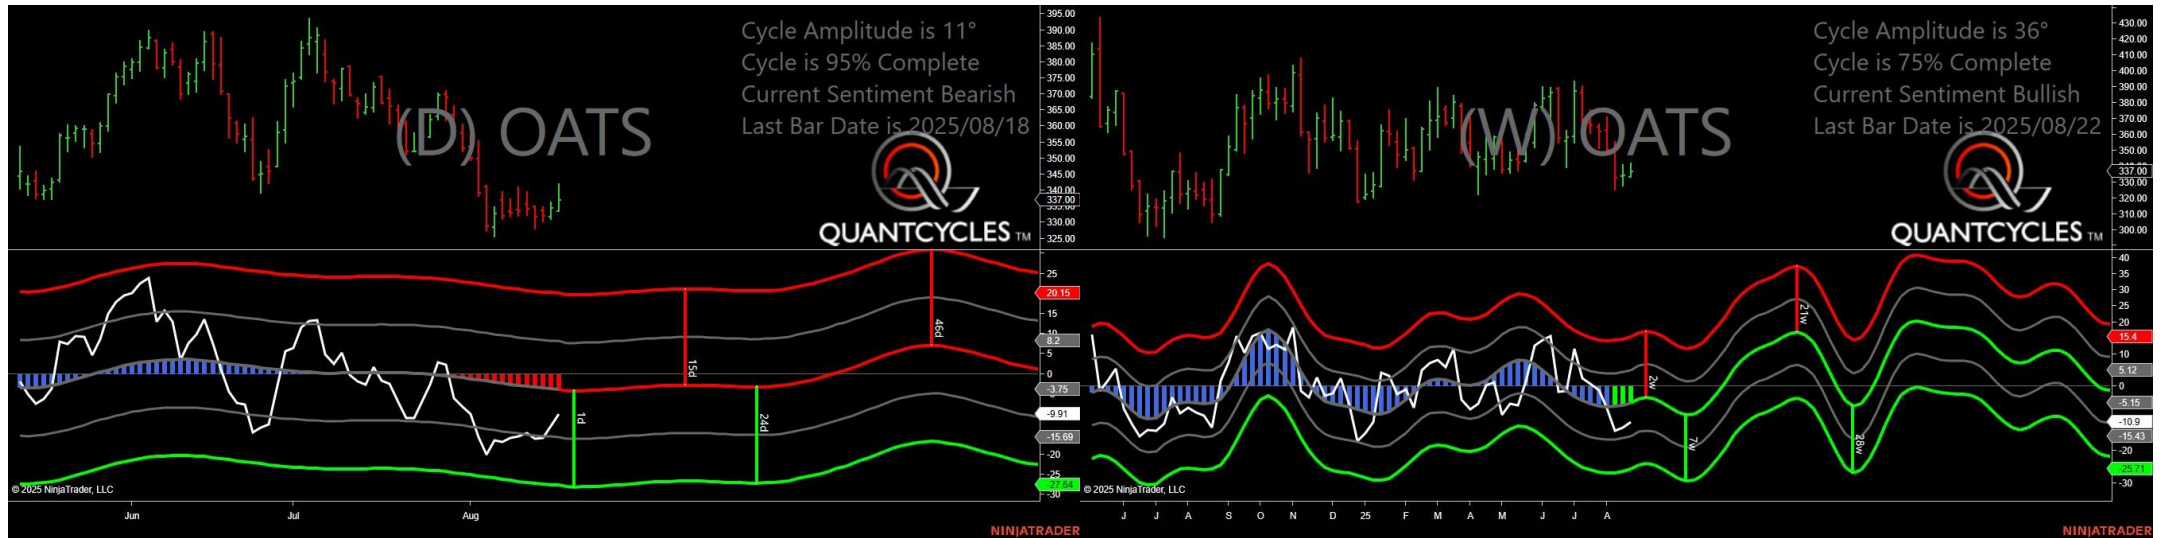 Cycle Amplitude is 11°
Cycle is 95% Complete
Current Sentiment Bearish
Last Bar Date is 2025/08/18
(D) OATS
QUANTCYCLES TM
395.00
390.00
385.00
380.00
375.00
370.00
365.00
360.00
355.00
350.00
345.00
340.00
337.00
330.00
325.00
25
20.15
15
8.2
5
0
-3.75
-9.91
-15.69
-20
-25
-27.64
-30
1d
15d
24d
46d
© 2025 NinjaTrader, LLC
Jun
Jul
Aug
NINJATRADER
Cycle Amplitude is 36°
Cycle is 75% Complete
Current Sentiment Bullish
Last Bar Date is 2025/08/22
(W) OATS
QUANTCYCLES TM
430.00
420.00
410.00
400.00
390.00
380.00
370.00
360.00
350.00
337.00
330.00
320.00
310.00
300.00
40
35
30
20
15.4
10
5.12
0
-5.15
-10.9
-15.43
-20
-25.71
-30
2w
7w
21w
28w
© 2025 NinjaTrader, LLC
J J A S O N D 25 F M A M J J A
NINJATRADER